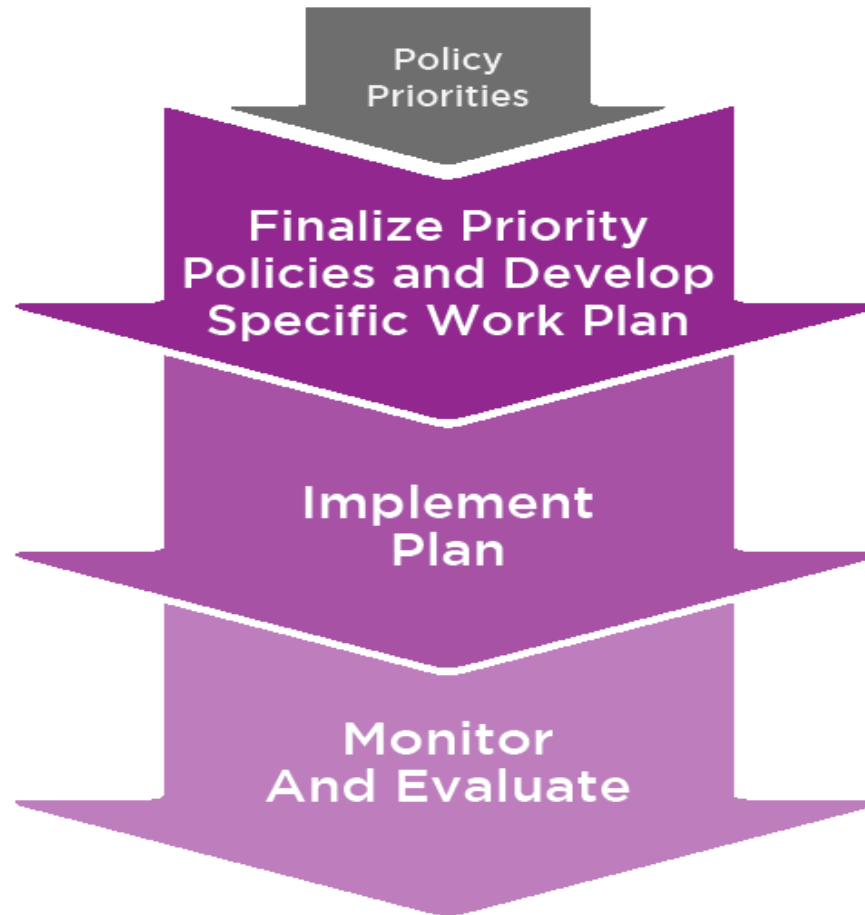 Policy
Priorities
Finalize Priority
Policies and Develop
Specific Work Plan
Implement
Plan
Monitor
And Evaluate